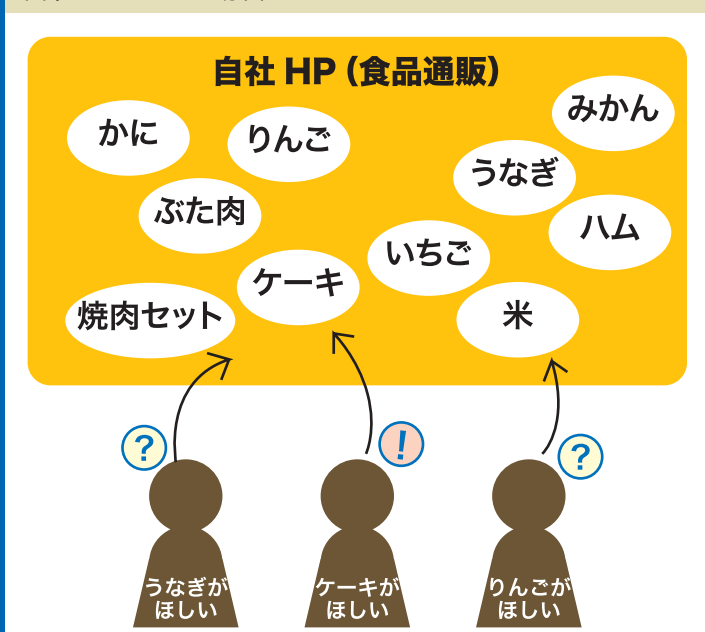 自社 HP（食品通販）
かに
りんご
みかん
うなぎ
ぶた肉
ハム
いちご
ケーキ
焼肉セット
米
?
!
?
うなぎが
ほしい
ケーキが
ほしい
りんごが
ほしい